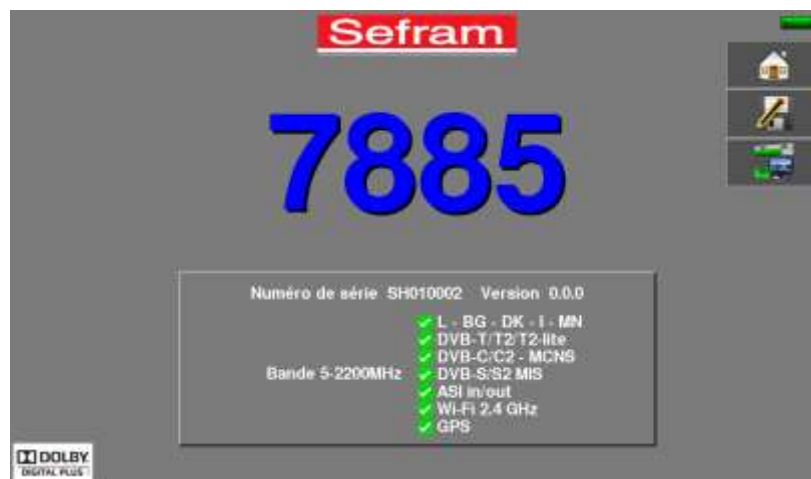 Sefram
7885
Numéro de série SH010002 Version 0.0.0
L - BG - DK - I - MN
DVB-T/T2/T2-lite
DVB-C/C2 - MCNS
Bande 5-2200MHz DVB-S/S2 MIS
ASI in/out
Wi-Fi 2.4 GHz
GPS
DOLBY
DIGITAL PLUS